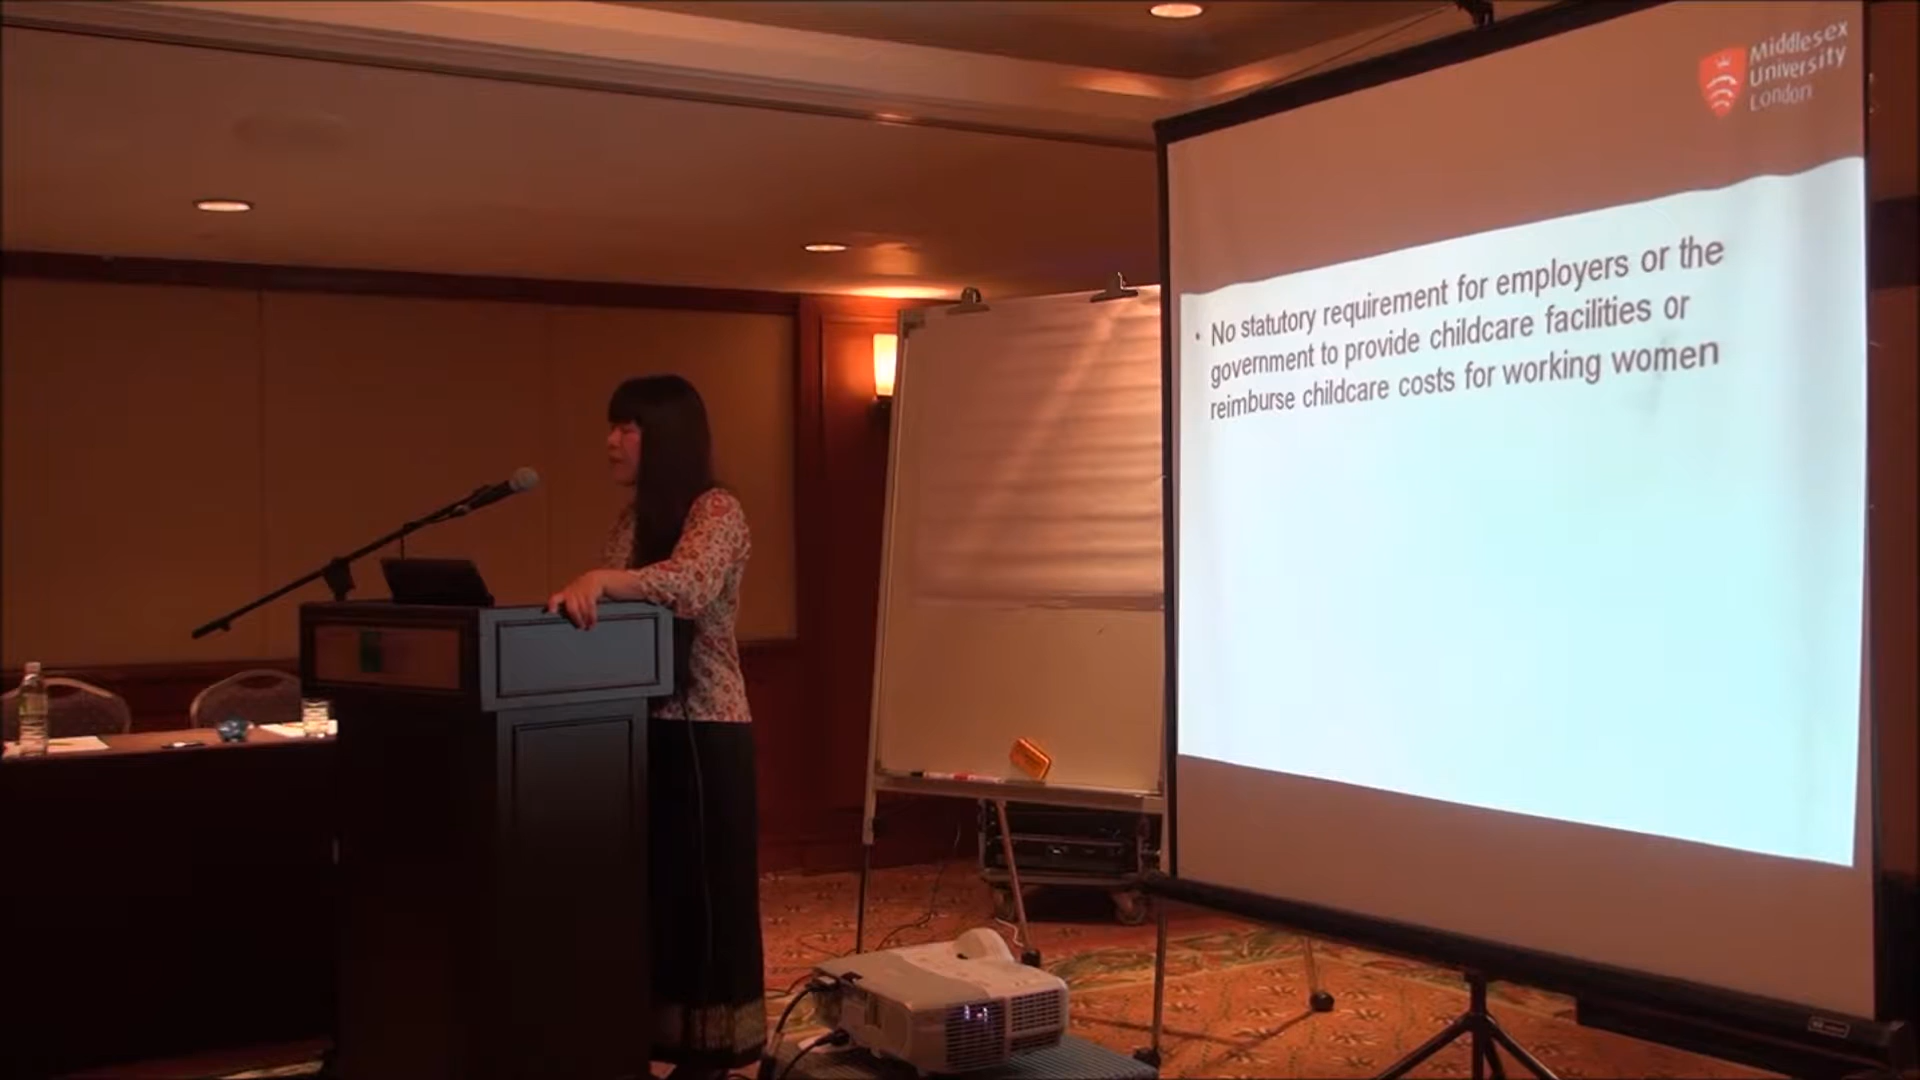 Middlesex
University
London
• No statutory requirement for employers or the
government to provide childcare facilities or
reimburse childcare costs for working women